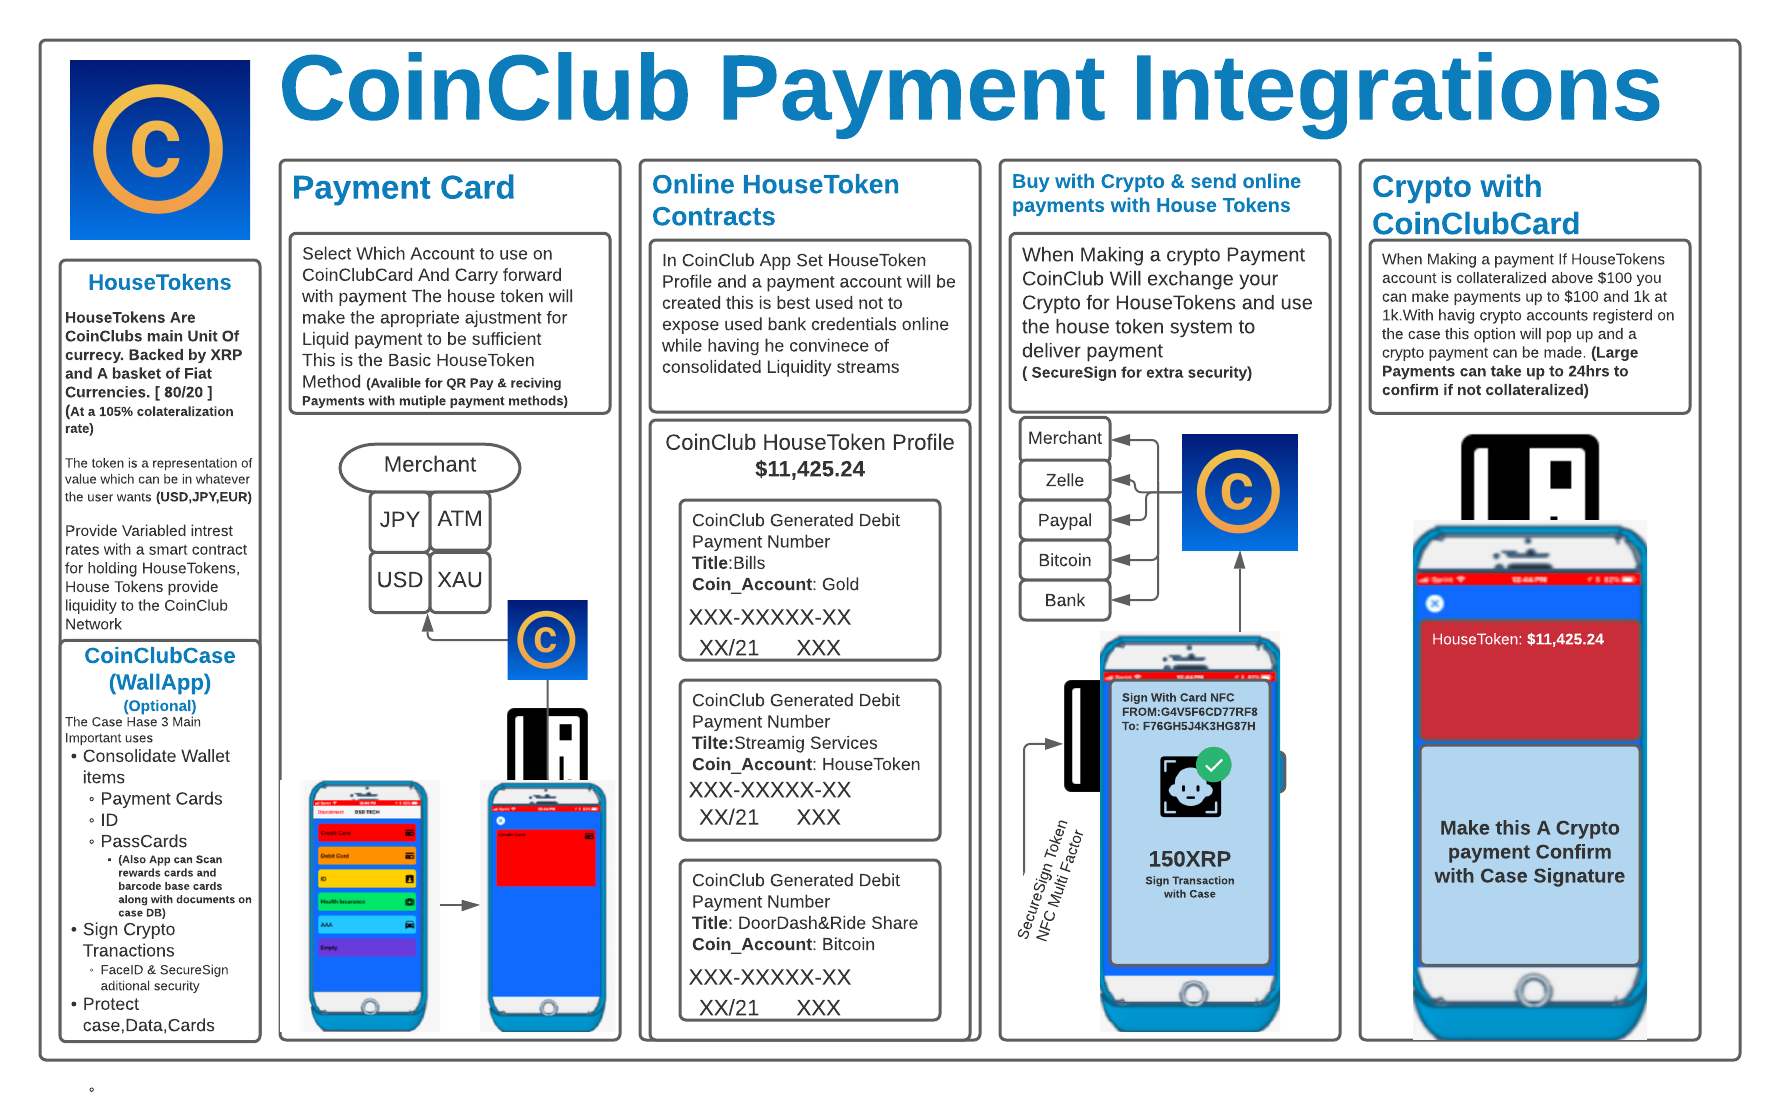 CoinClub Payment Integrations
C
HouseTokens
HouseTokens Are
CoinClubs main Unit Of
currecy. Backed by XRP
and A basket of Fiat
Currencies. [ 80/20 ]
(At a 105% colateralization
rate)
The token is a representation of
value which can be in whatever
the user wants (USD,JPY,EUR)
Provide Variabled intrest
rates with a smart contract
for holding HouseTokens,
House Tokens provide
liquidity to the CoinClub
Network
CoinClubCase
(WallApp)
(Optional)
The Case Hase 3 Main
Important uses
• Consolidate Wallet
items
◦ Payment Cards
◦ ID
◦ PassCards
▪ (Also App can Scan
rewards cards and
barcode base cards
along with documents on
case DB)
• Sign Crypto
Tranactions
◦ FaceID & SecureSign
aditional security
• Protect
case,Data,Cards
Payment Card
Select Which Account to use on
CoinClubCard And Carry forward
with payment The house token will
make the apropriate ajustment for
Liquid payment to be sufficient
This is the Basic HouseToken
Method (Avalible for QR Pay & reciving
Payments with mutiple payment methods)
Merchant
JPY ATM
USD XAU
C
Disconnect DSD TECH
Credit Card
Debit Card
ID
Health Insurance
AAA
Empty
Credit Card
Online HouseToken
Contracts
In CoinClub App Set HouseToken
Profile and a payment account will be
created this is best used not to
expose used bank credentials online
while having he convinece of
consolidated Liquidity streams
CoinClub HouseToken Profile
$11,425.24
CoinClub Generated Debit
Payment Number
Title:Bills
Coin_Account: Gold
XXX-XXXXX-XX
XX/21 XXX
CoinClub Generated Debit
Payment Number
Tilte:Streamig Services
Coin_Account: HouseToken
XXX-XXXXX-XX
XX/21 XXX
CoinClub Generated Debit
Payment Number
Title: DoorDash&Ride Share
Coin_Account: Bitcoin
XXX-XXXXX-XX
XX/21 XXX
Buy with Crypto & send online
payments with House Tokens
When Making a crypto Payment
CoinClub Will exchange your
Crypto for HouseTokens and use
the house token system to
deliver payment
( SecureSign for extra security)
Merchant
Zelle
Paypal
Bitcoin
Bank
C
SecureSign Token
NFC Multi Factor
Sign With Card NFC
FROM:G4V5F6CD77RF8
To: F76GH5J4K3HG87H
150XRP
Sign Transaction
with Case
Crypto with
CoinClubCard
When Making a payment If HouseTokens
account is collateralized above $100 you
can make payments up to $100 and 1k at
1k.With havig crypto accounts registerd on
the case this option will pop up and a
crypto payment can be made. (Large
Payments can take up to 24hrs to
confirm if not collateralized)
Sprint 12:44 PM 82%
HouseToken: $11,425.24
Make this A Crypto
payment Confirm
with Case Signature